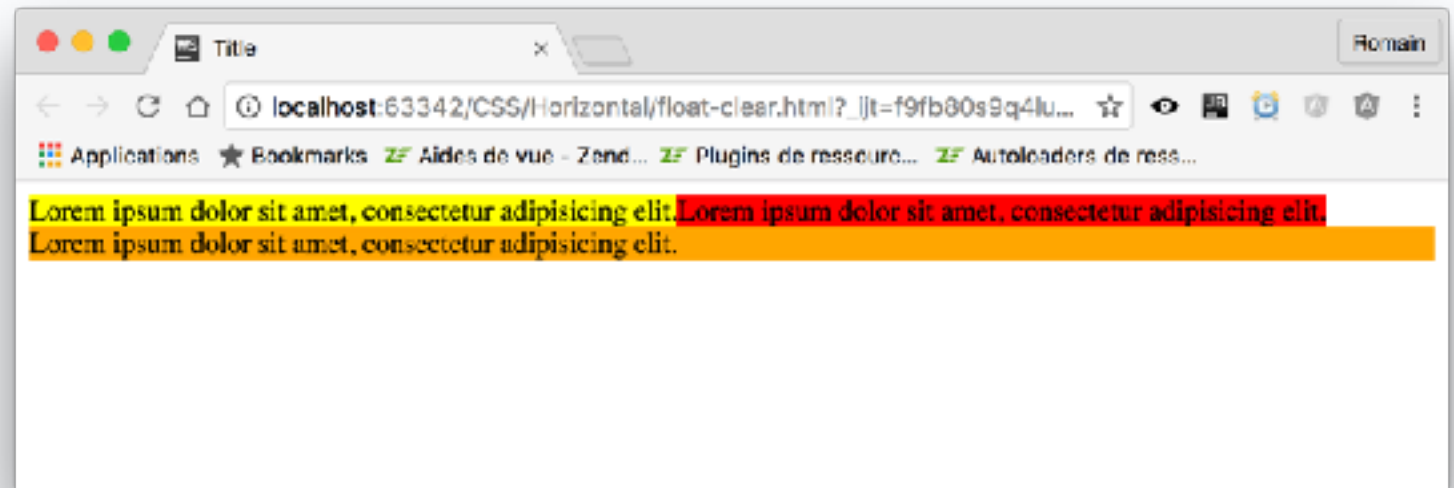 Title
Romain
localhost:63342/CSS/Horizontal/float-clear.html?_ijt=f9fb80s9q4lu...
Applications Bookmarks Aides de vue - Zend... Plugins de ressourc... Autoloaders de ress...
Lorem ipsum dolor sit amet, consectetur adipisicing elit.Lorem ipsum dolor sit amet, consectetur adipisicing elit.
Lorem ipsum dolor sit amet, consectetur adipisicing elit.